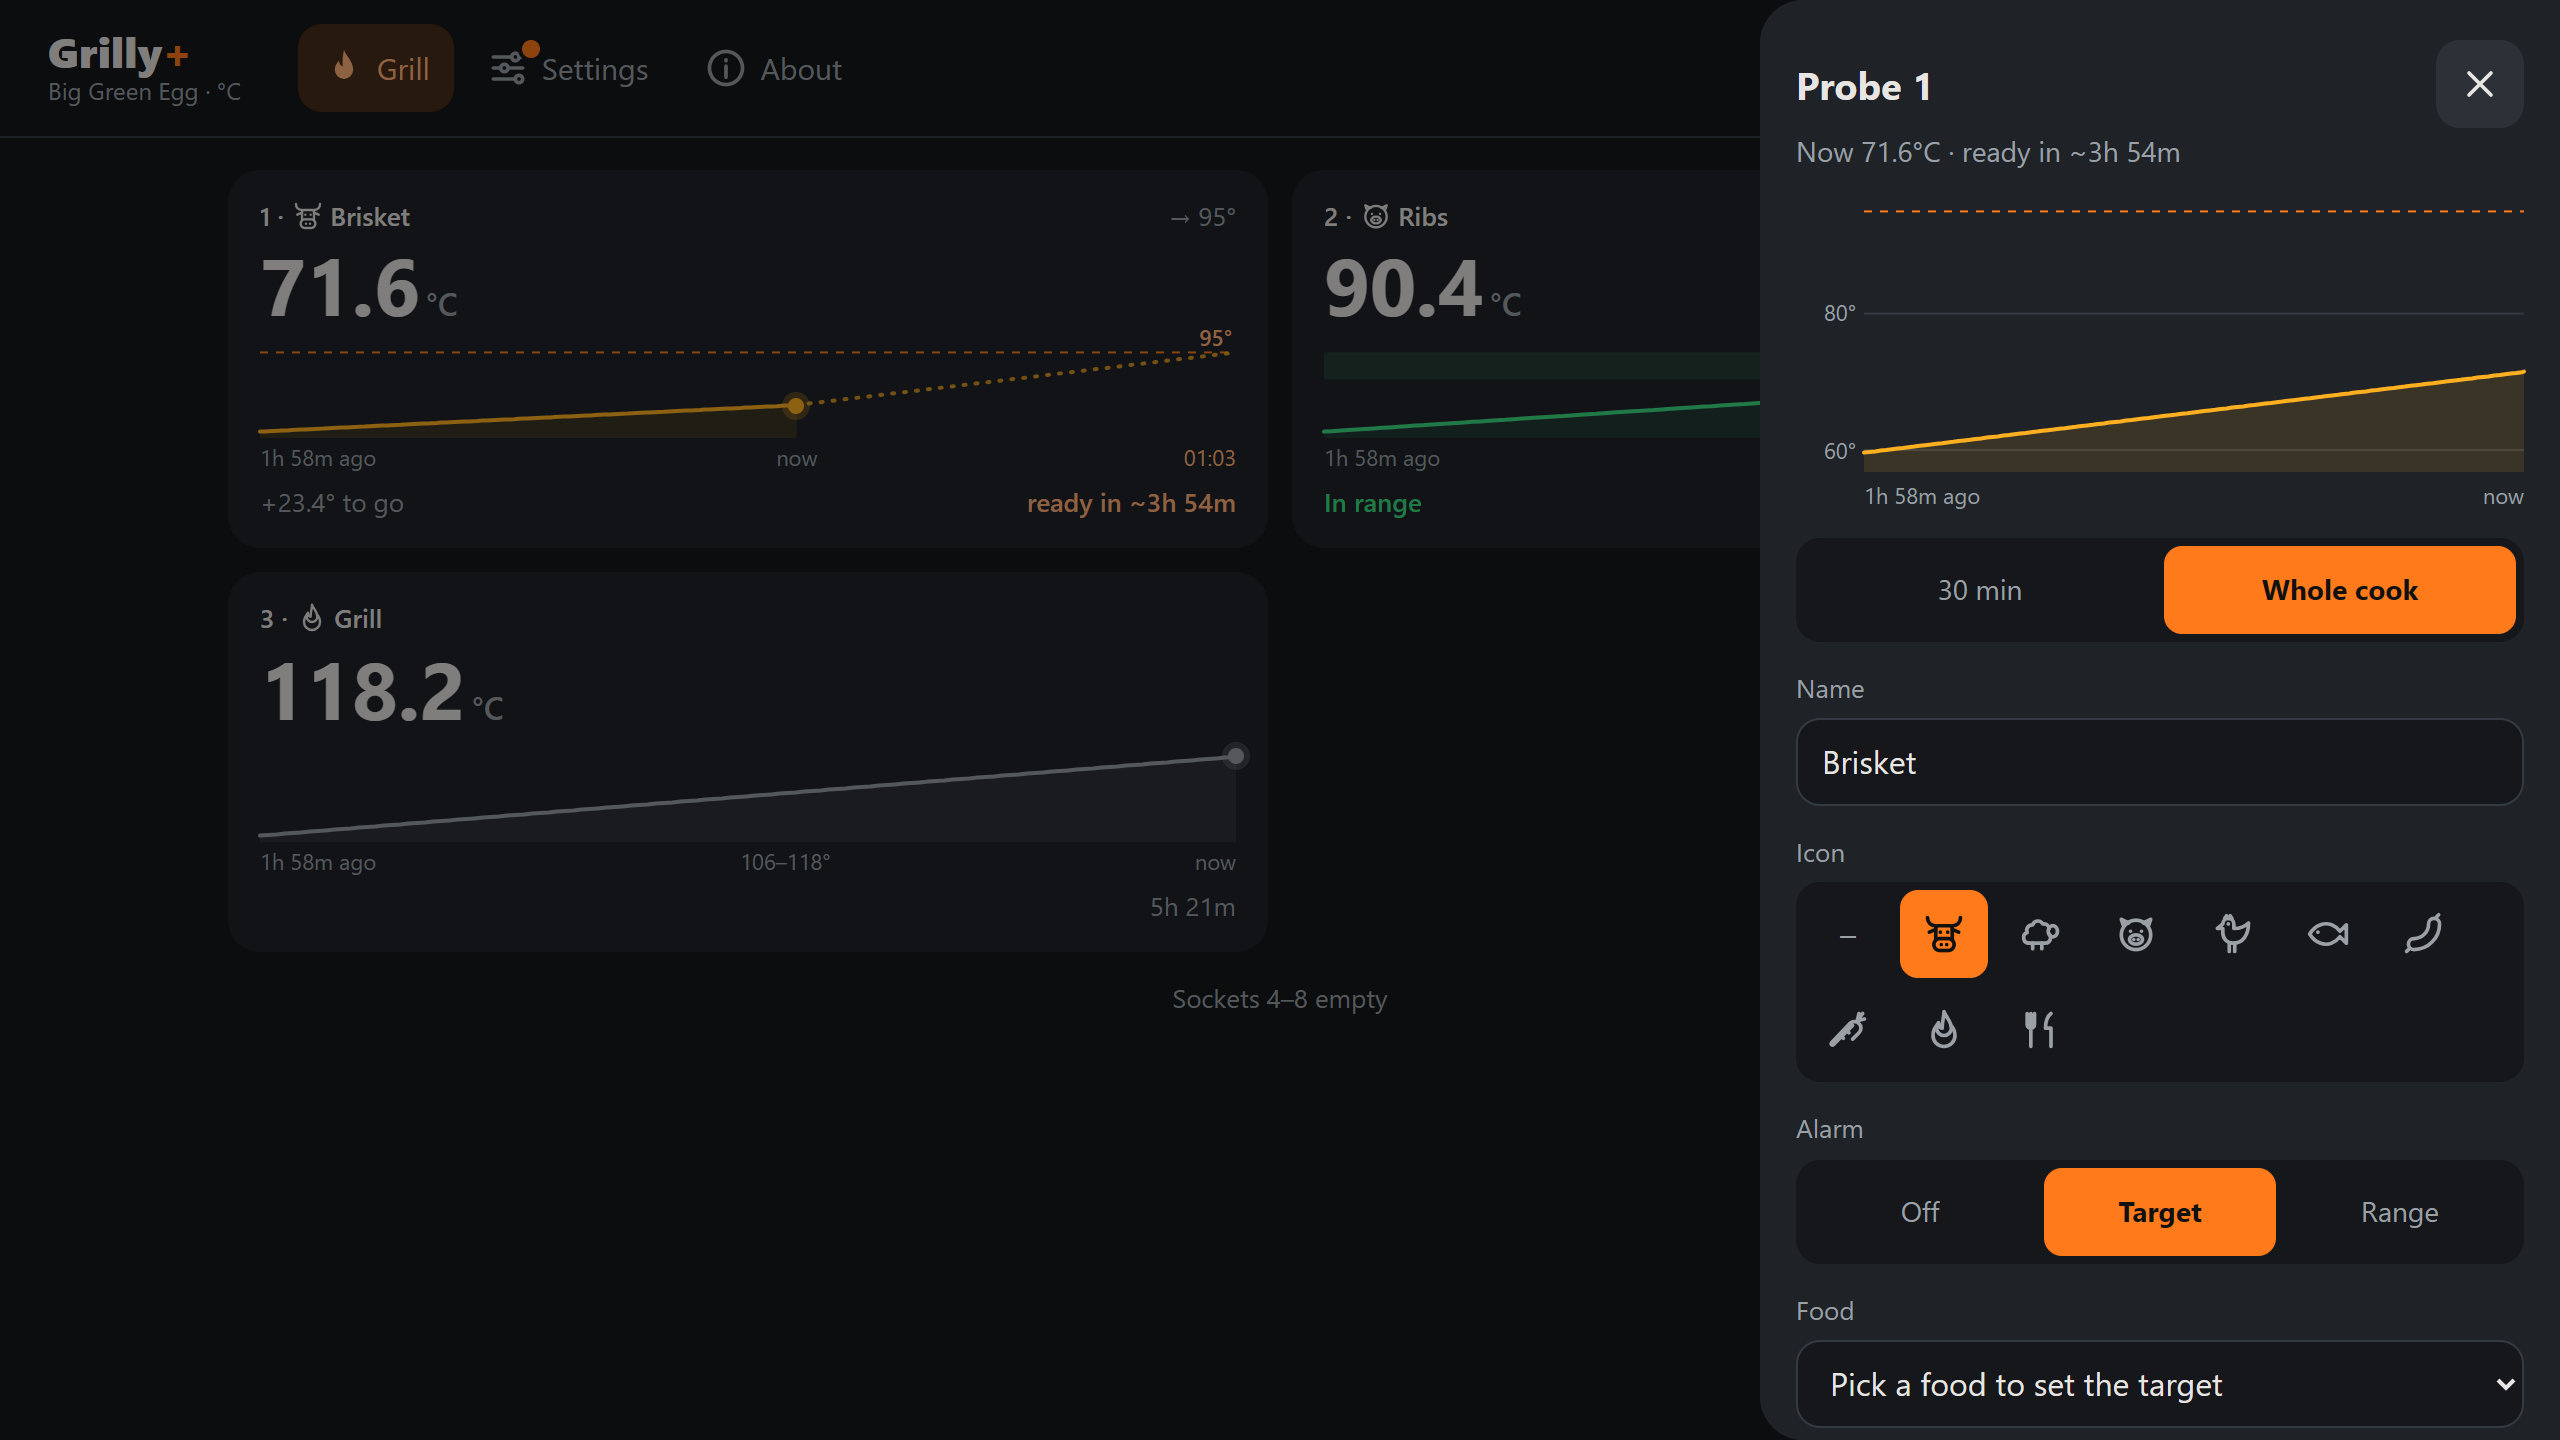 Grilly+
Big Green Egg · °C
Grill
Settings
About
1 · Brisket
→ 95°
71.6 °C
95°
1h 58m ago
now
01:03
+23.4° to go
ready in ~3h 54m
2 · Ribs
90.4 °C
1h 58m ago
In range
3 · Grill
118.2 °C
1h 58m ago
106–118°
now
5h 21m
Sockets 4–8 empty
Probe 1
Now 71.6°C · ready in ~3h 54m
80°
60°
1h 58m ago
now
30 min
Whole cook
Name
Brisket
Icon
–
Alarm
Off
Target
Range
Food
Pick a food to set the target